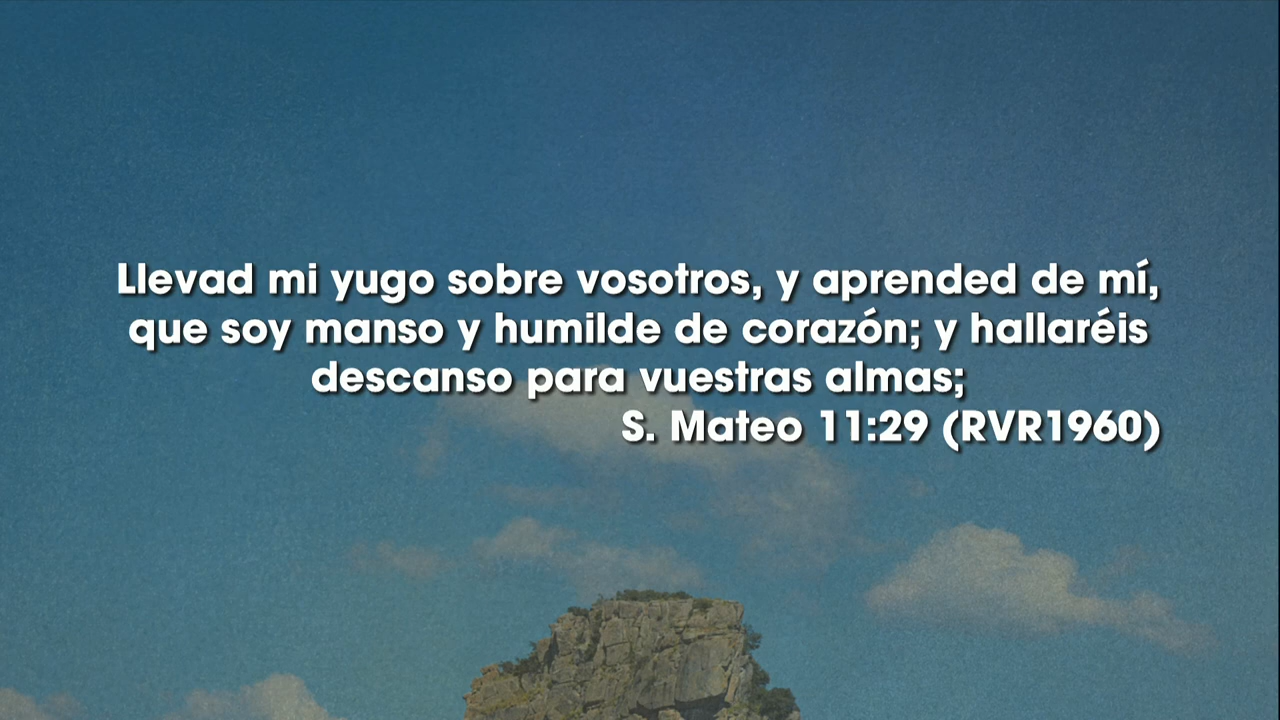 Llevad mi yugo sobre vosotros, y aprended de mí,
que soy manso y humilde de corazón; y hallaréis
descanso para vuestras almas;
S. Mateo 11:29 (RVR1960)